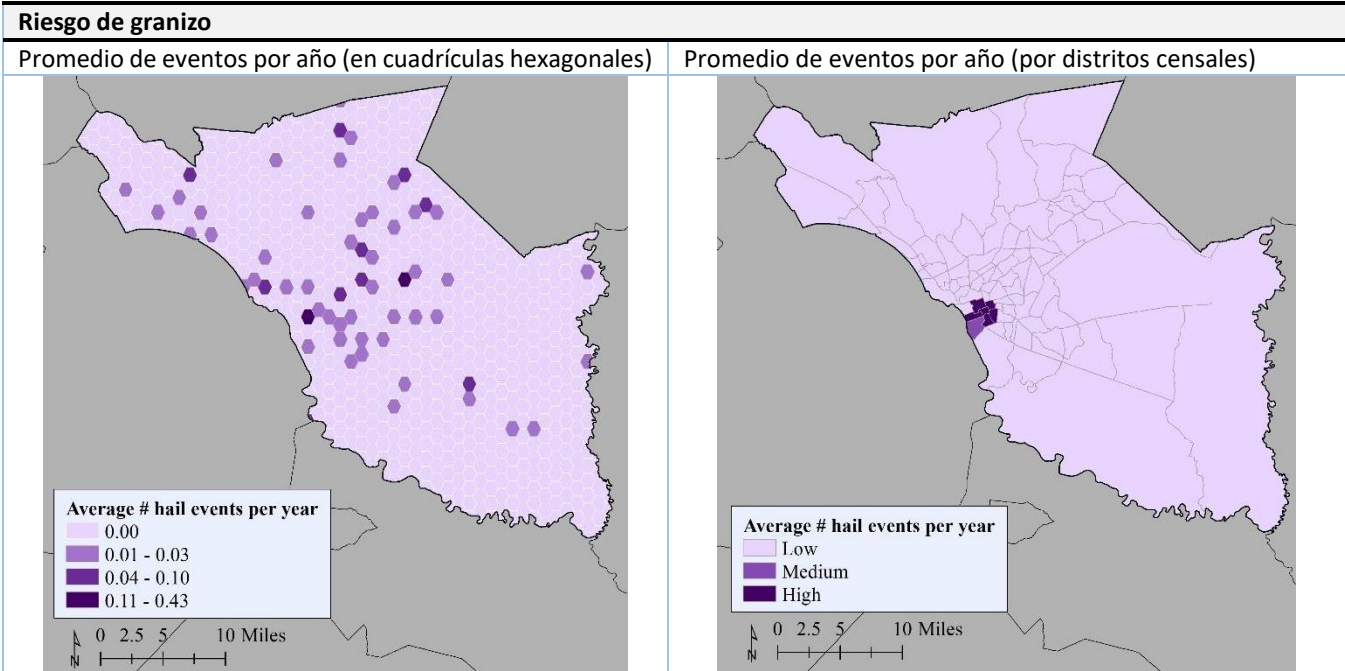 Riesgo de granizo
Promedio de eventos por año (en cuadrículas hexagonales)
Promedio de eventos por año (por distritos censales)
Average # hail events per year
0.00
0.01 - 0.03
0.04 - 0.10
0.11 - 0.43
N
0 2.5 5 10 Miles
Average # hail events per year
Low
Medium
High
N
0 2.5 5 10 Miles